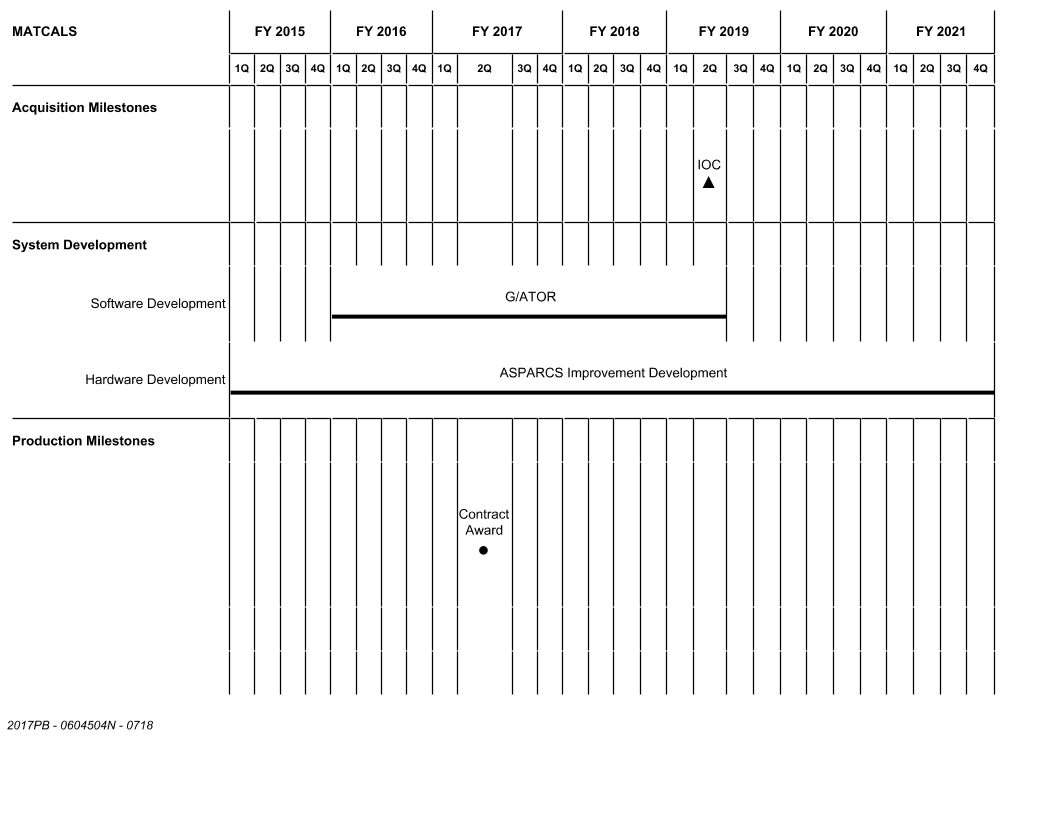 MATCALS FY 2015 FY 2016 FY 2017 FY 2018 FY 2019 FY 2020 FY 2021
1Q 2Q 3Q 4Q 1Q 2Q 3Q 4Q 1Q 2Q 3Q 4Q 1Q 2Q 3Q 4Q 1Q 2Q 3Q 4Q 1Q 2Q 3Q 4Q 1Q 2Q 3Q 4Q
Acquisition Milestones
IOC
System Development
Software Development G/ATOR
Hardware Development ASPARCS Improvement Development
Production Milestones
Contract
Award
2017PB - 0604504N - 0718